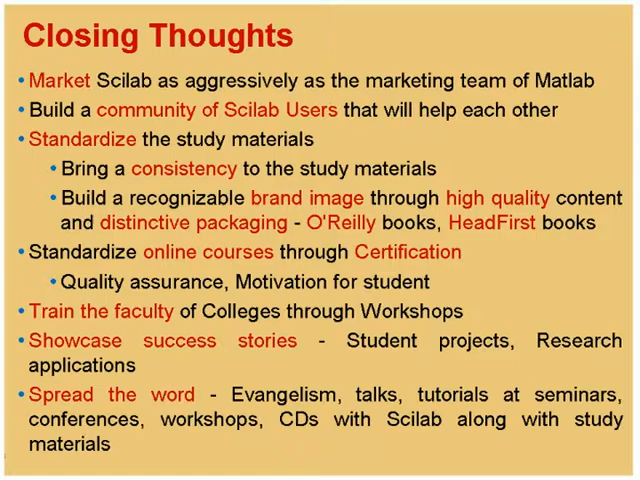 Closing Thoughts
• Market Scilab as aggressively as the marketing team of Matlab
• Build a community of Scilab Users that will help each other
• Standardize the study materials
• Bring a consistency to the study materials
• Build a recognizable brand image through high quality content
and distinctive packaging - O'Reilly books, HeadFirst books
• Standardize online courses through Certification
• Quality assurance, Motivation for student
• Train the faculty of Colleges through Workshops
• Showcase success stories - Student projects, Research
applications
• Spread the word - Evangelism, talks, tutorials at seminars,
conferences, workshops, CDs with Scilab along with study
materials